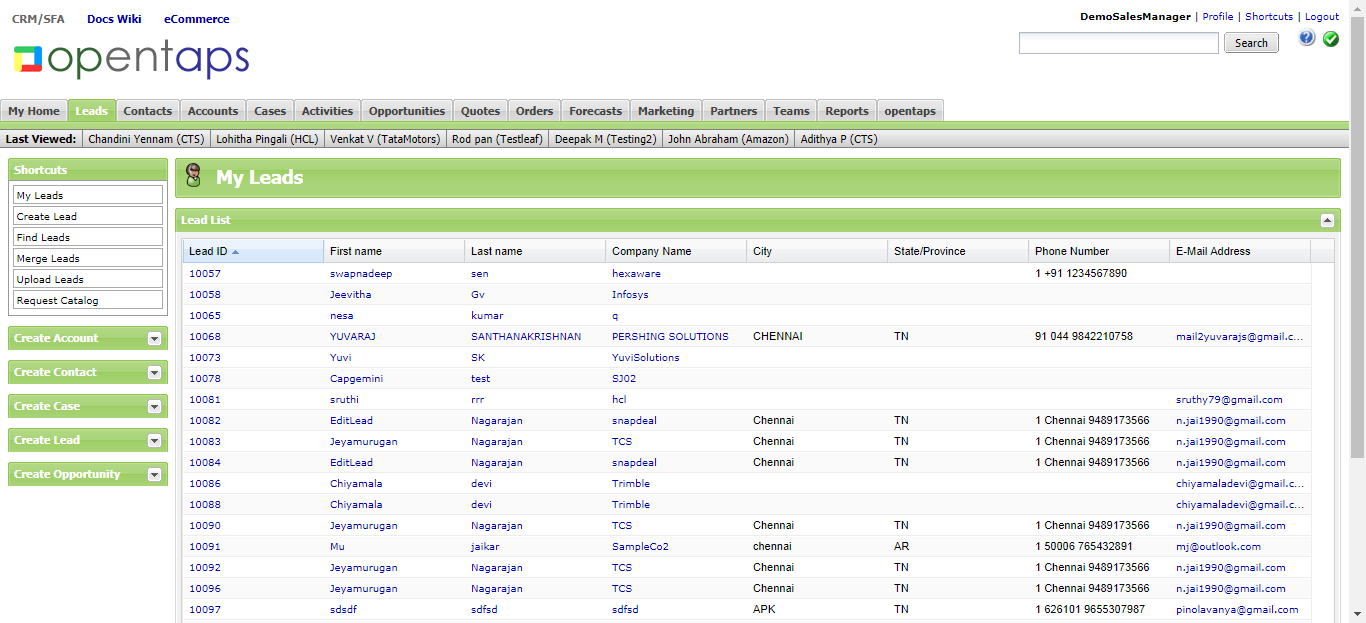 CRM/SFA Docs Wiki eCommerce
DemoSalesManager | Profile | Shortcuts | Logout
opentaps
Search
My Home Leads Contacts Accounts Cases Activities Opportunities Quotes Orders Forecasts Marketing Partners Teams Reports opentaps
Last Viewed: Chandini Yennam (CTS) Lohitha Pingali (HCL) Venkat V (TataMotors) Rod pan (Testleaf) Deepak M (Testing2) John Abraham (Amazon) Adithya P (CTS)
Shortcuts
My Leads
Create Lead
Find Leads
Merge Leads
Upload Leads
Request Catalog
Create Account
Create Contact
Create Case
Create Lead
Create Opportunity
My Leads
Lead List
Lead ID First name Last name Company Name City State/Province Phone Number E-Mail Address
10057 swapnadeep sen hexaware 1 +91 1234567890
10058 Jeevitha Gv Infosys
10065 nesa kumar q
10068 YUVARAJ SANTHANAKRISHNAN PERSHING SOLUTIONS CHENNAI TN 91 044 9842210758 mail2yuvarajs@gmail.c...
10073 Yuvi SK YuviSolutions
10078 Capgemini test SJ02
10081 sruthi rrr hcl sruthy79@gmail.com
10082 EditLead Nagarajan snapdeal Chennai TN 1 Chennai 9489173566 n.jai1990@gmail.com
10083 Jeyamurugan Nagarajan TCS Chennai TN 1 Chennai 9489173566 n.jai1990@gmail.com
10084 EditLead Nagarajan snapdeal Chennai TN 1 Chennai 9489173566 n.jai1990@gmail.com
10086 Chiyamala devi Trimble chiyamaladevi@gmail.c...
10088 Chiyamala devi Trimble chiyamaladevi@gmail.c...
10090 Jeyamurugan Nagarajan TCS Chennai TN 1 Chennai 9489173566 n.jai1990@gmail.com
10091 Mu jaikar SampleCo2 chennai AR 1 50006 765432891 mj@outlook.com
10092 Jeyamurugan Nagarajan TCS Chennai TN 1 Chennai 9489173566 n.jai1990@gmail.com
10096 Jeyamurugan Nagarajan TCS Chennai TN 1 Chennai 9489173566 n.jai1990@gmail.com
10097 sdsdf sdfsd sdfsd APK TN 1 626101 9655307987 pinolavanya@gmail.com